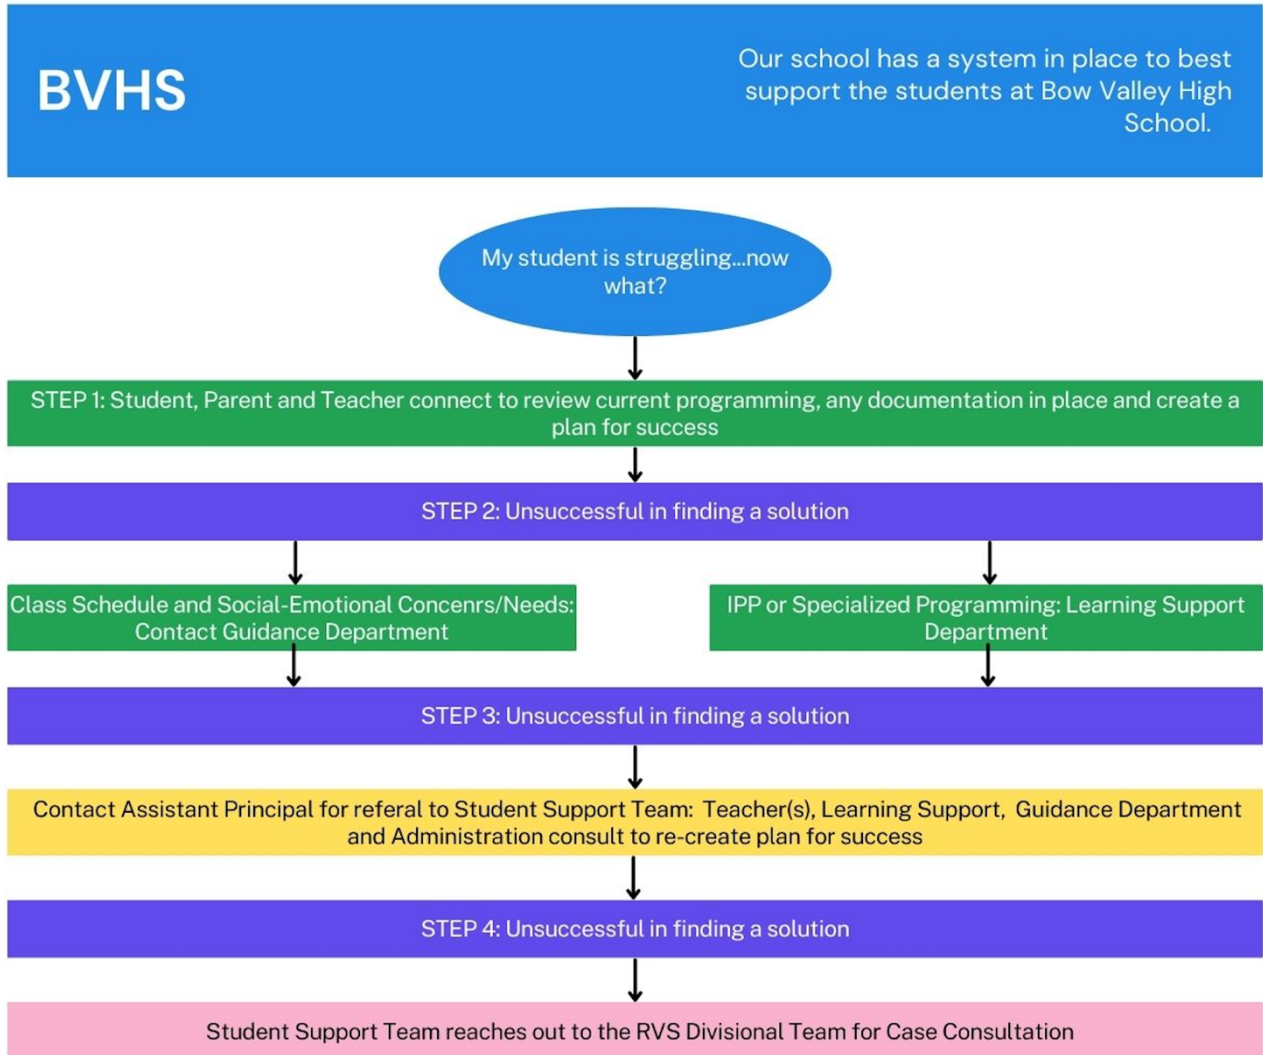 BVHS
Our school has a system in place to best
support the students at Bow Valley High
School.
My student is struggling...now
what?
STEP 1: Student, Parent and Teacher connect to review current programming, any documentation in place and create a
plan for success
STEP 2: Unsuccessful in finding a solution
Class Schedule and Social-Emotional Concenrs/Needs:
Contact Guidance Department
IPP or Specialized Programming: Learning Support
Department
STEP 3: Unsuccessful in finding a solution
Contact Assistant Principal for referal to Student Support Team:  Teacher(s), Learning Support,  Guidance Department
and Administration consult to re-create plan for success
STEP 4: Unsuccessful in finding a solution
Student Support Team reaches out to the RVS Divisional Team for Case Consultation